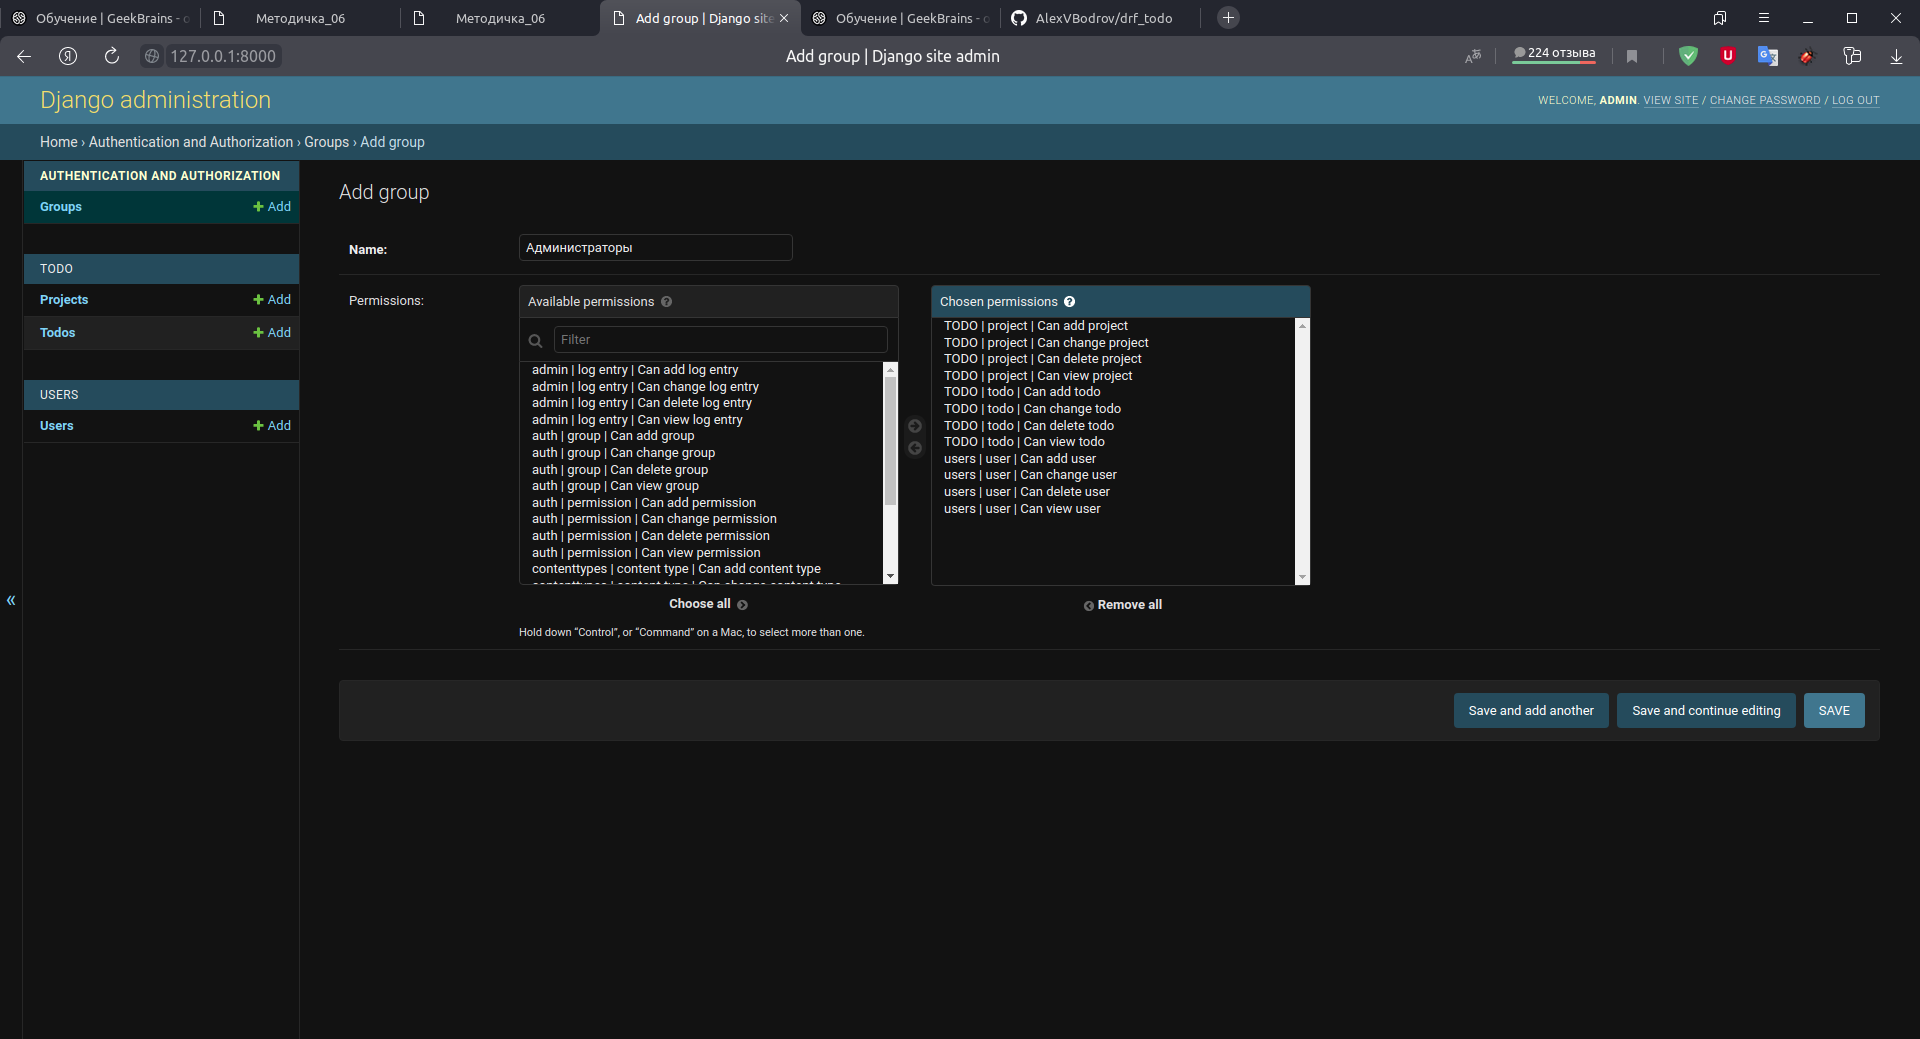 Обучение | GeekBrains - о
Методичка_06
Методичка_06
Add group | Django site
Обучение | GeekBrains - о
AlexVBodrov/drf_todo
127.0.0.1:8000
Add group | Django site admin
224 отзыва
Django administration
WELCOME, ADMIN. VIEW SITE / CHANGE PASSWORD / LOG OUT
Home › Authentication and Authorization › Groups › Add group
AUTHENTICATION AND AUTHORIZATION
Groups
Add
TODO
Projects
Add
Todos
Add
USERS
Users
Add
«
Add group
Name:
Администраторы
Permissions:
Available permissions
Filter
admin | log entry | Can add log entry
admin | log entry | Can change log entry
admin | log entry | Can delete log entry
admin | log entry | Can view log entry
auth | group | Can add group
auth | group | Can change group
auth | group | Can delete group
auth | group | Can view group
auth | permission | Can add permission
auth | permission | Can change permission
auth | permission | Can delete permission
auth | permission | Can view permission
contenttypes | content type | Can add content type
contenttypes | content type | Can change content type
Choose all
Hold down “Control”, or “Command” on a Mac, to select more than one.
Chosen permissions
TODO | project | Can add project
TODO | project | Can change project
TODO | project | Can delete project
TODO | project | Can view project
TODO | todo | Can add todo
TODO | todo | Can change todo
TODO | todo | Can delete todo
TODO | todo | Can view todo
users | user | Can add user
users | user | Can change user
users | user | Can delete user
users | user | Can view user
Remove all
Save and add another
Save and continue editing
SAVE